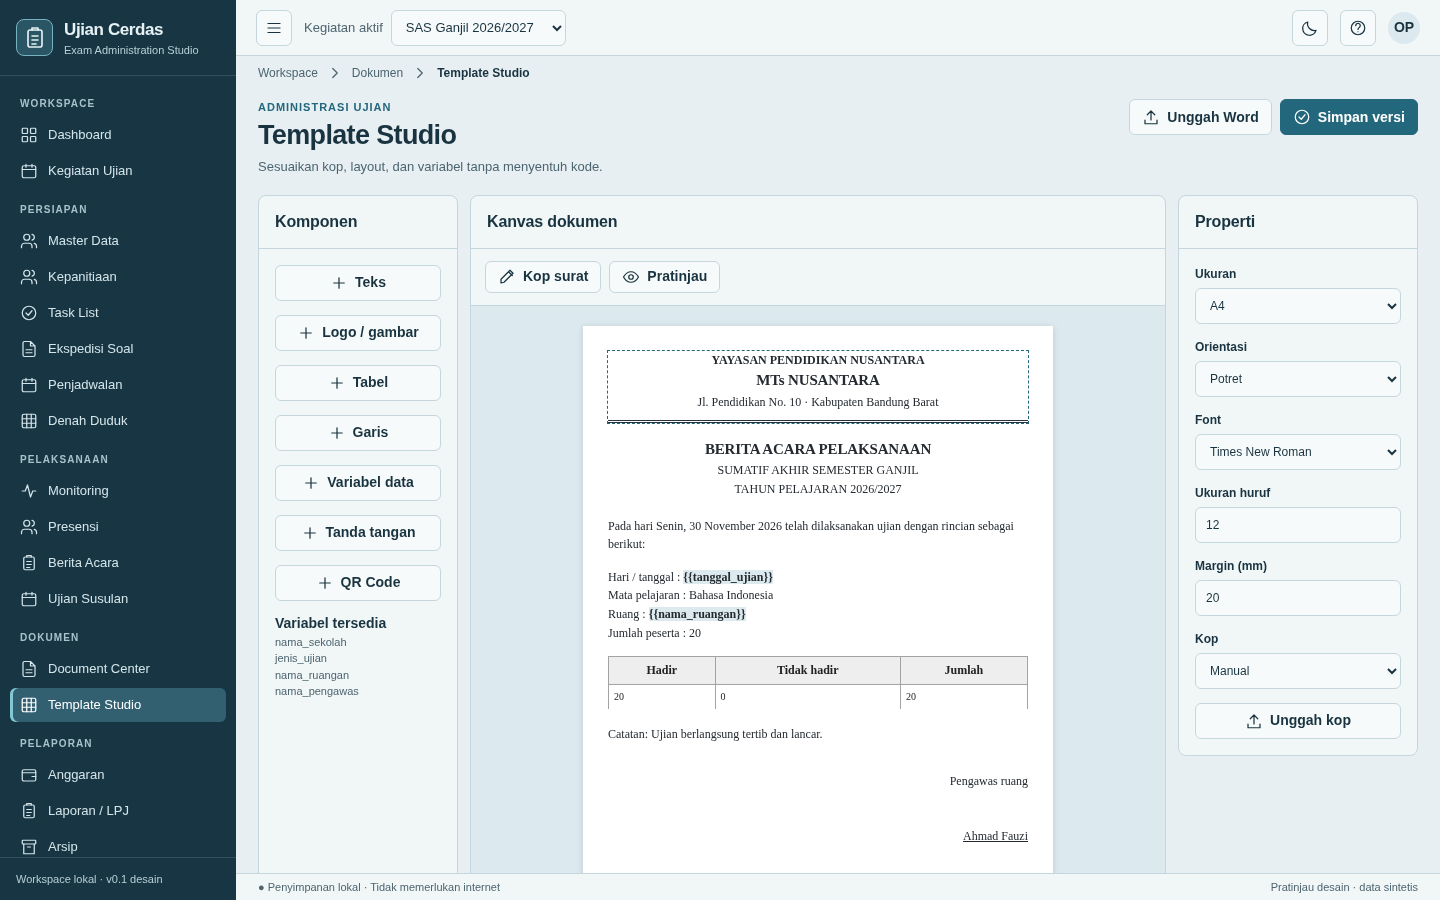 Ujian Cerdas
Exam Administration Studio
WORKSPACE
Dashboard
Kegiatan Ujian
PERSIAPAN
Master Data
Kepanitiaan
Task List
Ekspedisi Soal
Penjadwalan
Denah Duduk
PELAKSANAAN
Monitoring
Presensi
Berita Acara
Ujian Susulan
DOKUMEN
Document Center
Template Studio
PELAPORAN
Anggaran
Laporan / LPJ
Arsip
Workspace lokal · v0.1 desain
Kegiatan aktif SAS Ganjil 2026/2027
OP
Workspace > Dokumen > Template Studio
ADMINISTRASI UJIAN
Template Studio
Sesuaikan kop, layout, dan variabel tanpa menyentuh kode.
Unggah Word
Simpan versi
Komponen
Teks
Logo / gambar
Tabel
Garis
Variabel data
Tanda tangan
QR Code
Variabel tersedia
nama_sekolah
jenis_ujian
nama_ruangan
nama_pengawas
Kanvas dokumen
Kop surat
Pratinjau
YAYASAN PENDIDIKAN NUSANTARA
MTs NUSANTARA
Jl. Pendidikan No. 10 · Kabupaten Bandung Barat
BERITA ACARA PELAKSANAAN
SUMATIF AKHIR SEMESTER GANJIL
TAHUN PELAJARAN 2026/2027
Pada hari Senin, 30 November 2026 telah dilaksanakan ujian dengan rincian sebagai
berikut:
Hari / tanggal : {{tanggal_ujian}}
Mata pelajaran : Bahasa Indonesia
Ruang : {{nama_ruangan}}
Jumlah peserta : 20
Hadir Tidak hadir Jumlah
20 0 20
Catatan: Ujian berlangsung tertib dan lancar.
Pengawas ruang
Ahmad Fauzi
Properti
Ukuran
A4
Orientasi
Potret
Font
Times New Roman
Ukuran huruf
12
Margin (mm)
20
Kop
Manual
Unggah kop
● Penyimpanan lokal · Tidak memerlukan internet
Pratinjau desain · data sintetis